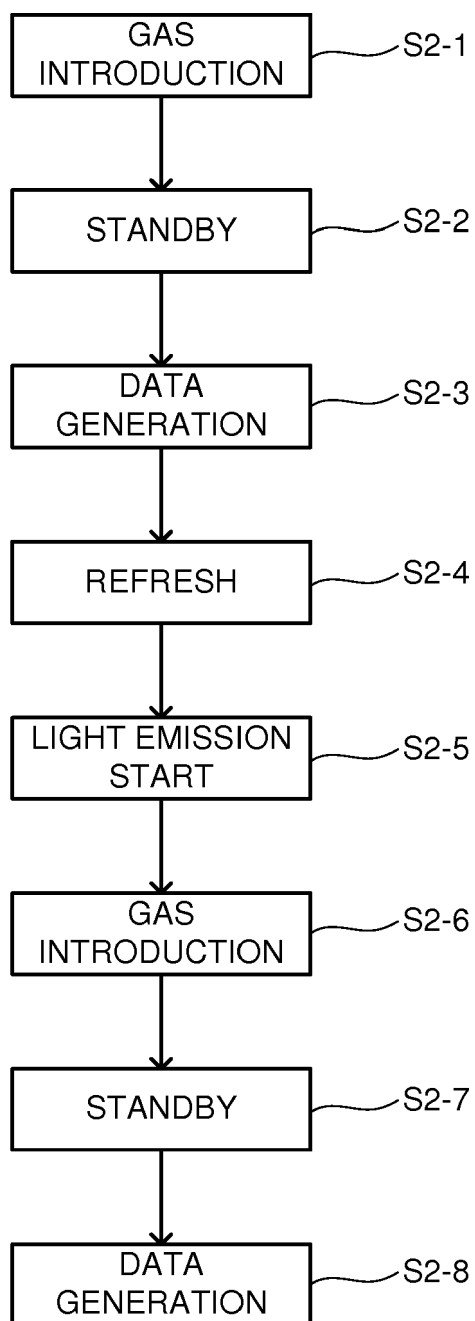 GAS
INTRODUCTION
S2-1
STANDBY
S2-2
DATA
GENERATION
S2-3
REFRESH
S2-4
LIGHT EMISSION
START
S2-5
GAS
INTRODUCTION
S2-6
STANDBY
S2-7
DATA
GENERATION
S2-8